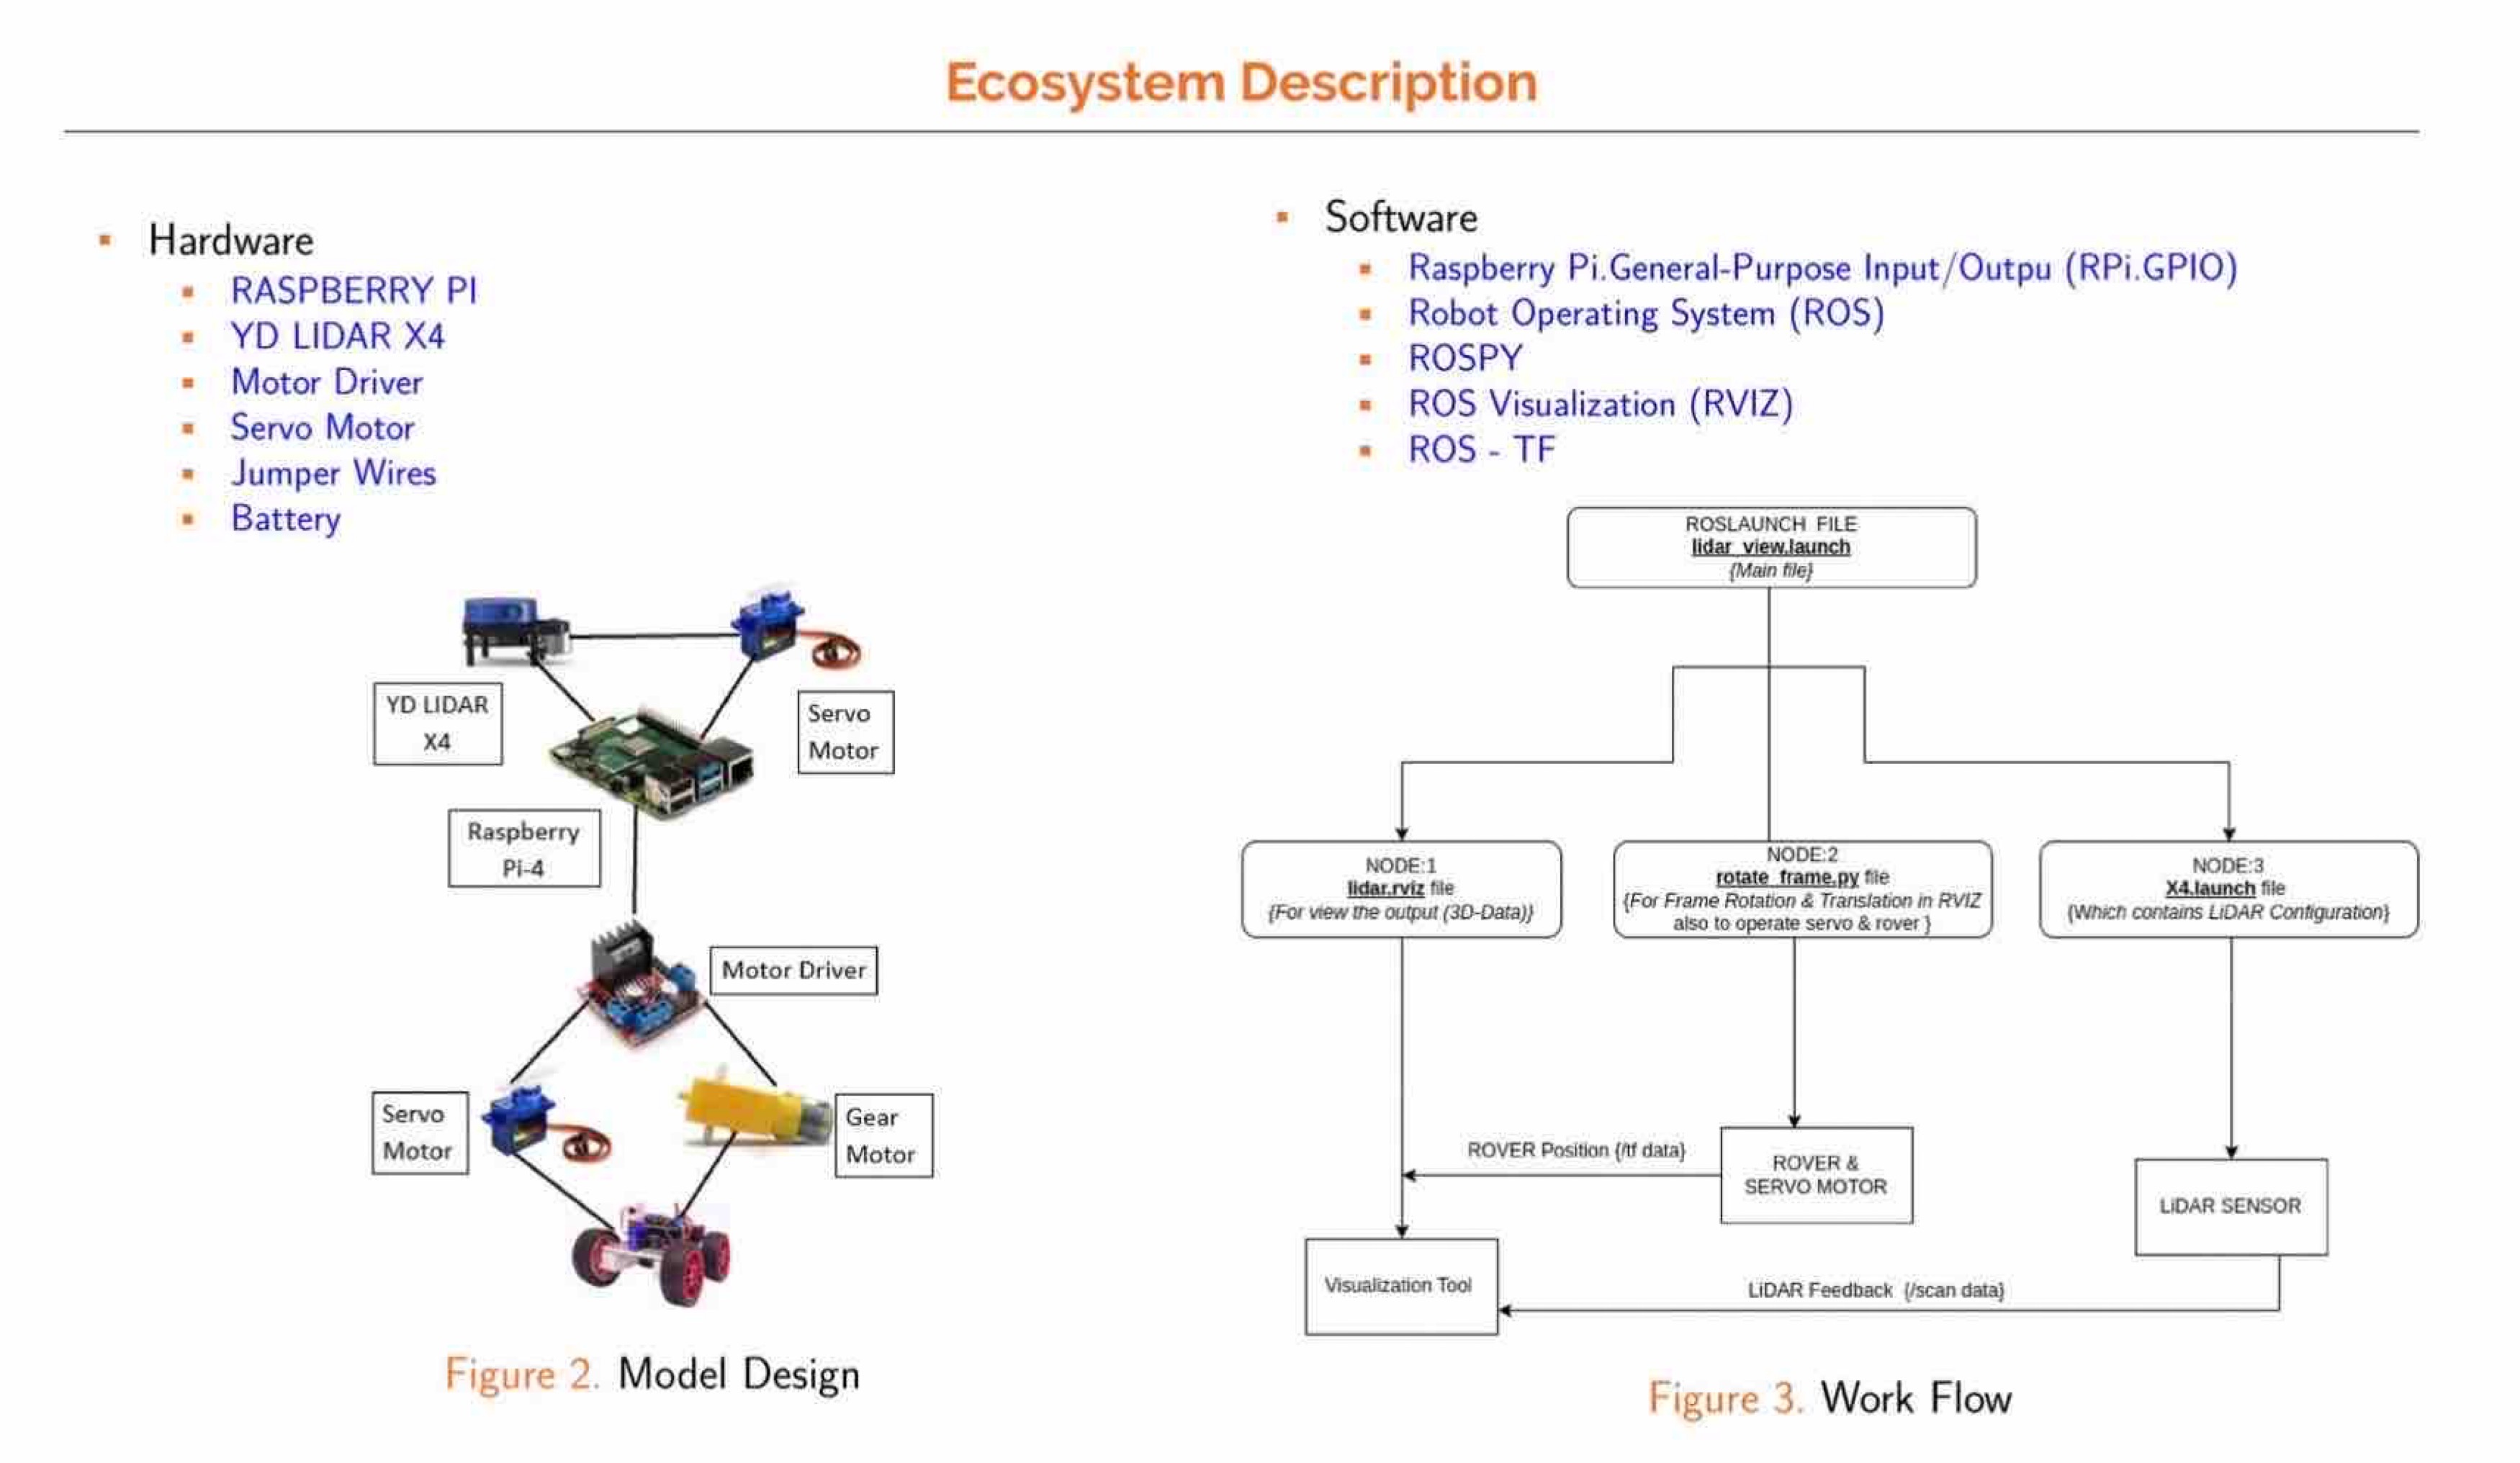 Ecosystem Description
Hardware
RASPBERRY PI
YD LIDAR X4
Motor Driver
Servo Motor
Jumper Wires
Battery
YD LIDAR
X4
Servo
Motor
Raspberry
Pi-4
Motor Driver
Servo
Motor
Gear
Motor
Figure 2. Model Design
Software
Raspberry Pi.General-Purpose Input/Outpu (RPi.GPIO)
Robot Operating System (ROS)
ROSPY
ROS Visualization (RVIZ)
ROS - TF
ROSLAUNCH FILE
lidar_view.launch
{Main file}
NODE:1
lidar.rviz file
{For view the output (3D-Data)}
NODE:2
rotate_frame.py file
{For Frame Rotation & Translation in RVIZ
also to operate servo & rover }
NODE:3
X4.launch file
{Which contains LiDAR Configuration}
ROVER Position {/tf data}
ROVER &
SERVO MOTOR
LiDAR SENSOR
Visualization Tool
LiDAR Feedback {/scan data}
Figure 3. Work Flow